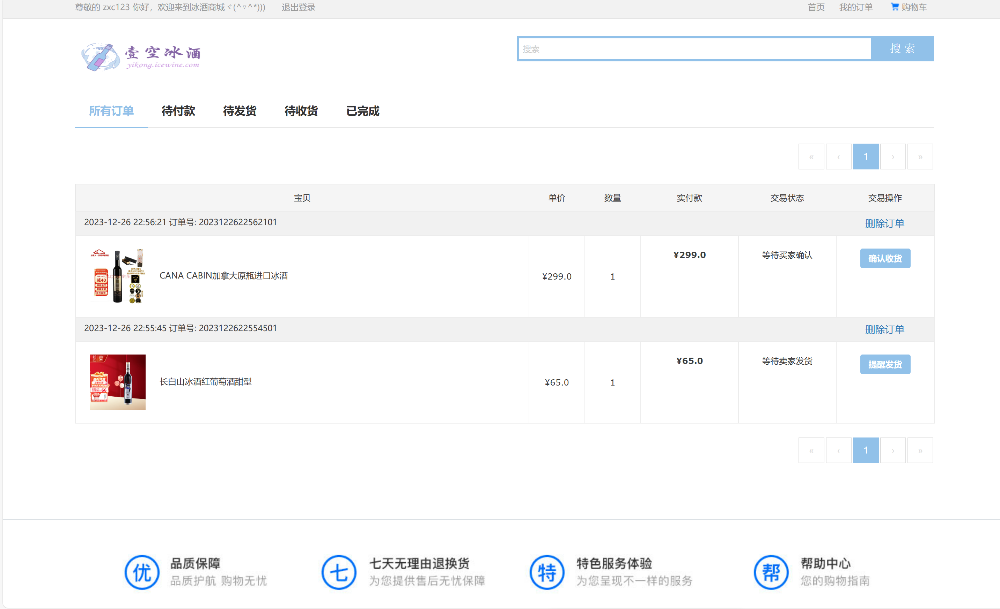 尊敬的 zxc123 你好，欢迎来到冰酒商城ヾ(^▿^*))) 退出登录 首页 我的订单 购物车
壹空冰酒
yikong.icewine.com
搜索 搜 索
所有订单 待付款 待发货 待收货 已完成
« ‹ 1 › »
宝贝 单价 数量 实付款 交易状态 交易操作
2023-12-26 22:56:21 订单号: 2023122622562101 删除订单
减40
CANA CABIN加拿大原瓶进口冰酒 ¥299.0 1 ¥299.0 等待买家确认 确认收货
2023-12-26 22:55:45 订单号: 2023122622554501 删除订单
限时特惠
¥66
长白山冰酒红葡萄酒甜型 ¥65.0 1 ¥65.0 等待卖家发货 提醒发货
« ‹ 1 › »
优 品质保障 七 七天无理由退换货 特 特色服务体验 帮 帮助中心
品质护航 购物无忧 为您提供售后无忧保障 为您呈现不一样的服务 您的购物指南